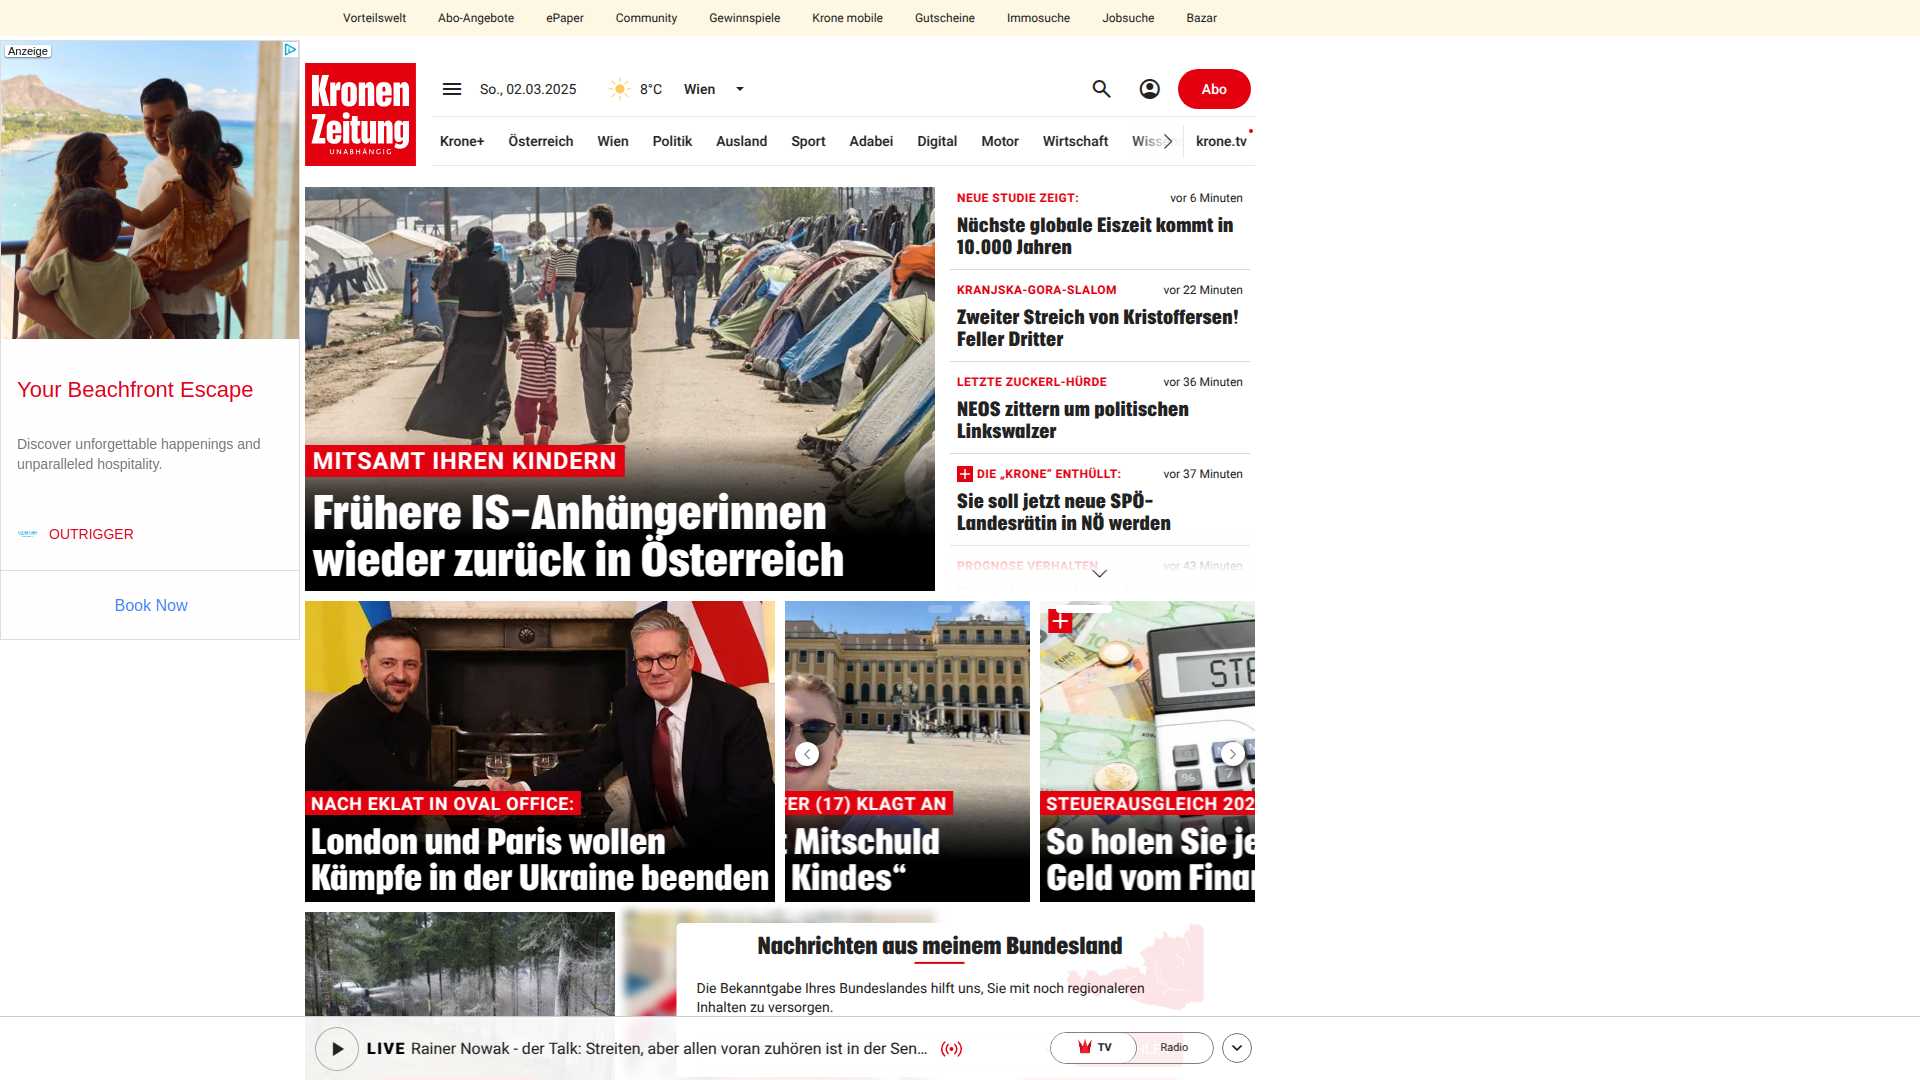 Vorteilswelt Abo-Angebote ePaper Community Gewinnspiele Krone mobile Gutscheine Immosuche Jobsuche Bazar
Anzeige
Your Beachfront Escape
Discover unforgettable happenings and
unparalleled hospitality.
OUTRIGGER
Book Now
Kronen
Zeitung
UNABHÄNGIG
So., 02.03.2025 8°C Wien Abo
Krone+ Österreich Wien Politik Ausland Sport Adabei Digital Motor Wirtschaft Wiss krone.tv
MITSAMT IHREN KINDERN
Frühere IS-Anhängerinnen
wieder zurück in Österreich
NEUE STUDIE ZEIGT: vor 6 Minuten
Nächste globale Eiszeit kommt in
10.000 Jahren
KRANJSKA-GORA-SLALOM vor 22 Minuten
Zweiter Streich von Kristoffersen!
Feller Dritter
LETZTE ZUCKERL-HÜRDE vor 36 Minuten
NEOS zittern um politischen
Linkswalzer
DIE „KRONE“ ENTHÜLLT: vor 37 Minuten
Sie soll jetzt neue SPÖ-
Landesrätin in NÖ werden
PROGNOSE VERHALTEN vor 43 Minuten
NACH EKLAT IN OVAL OFFICE:
London und Paris wollen
Kämpfe in der Ukraine beenden
FER (17) KLAGT AN
Mitschuld
Kindes“
STE
STEUERAUSGLEICH 202
So holen Sie je
Geld vom Finan
Nachrichten aus meinem Bundesland
Die Bekanntgabe Ihres Bundeslandes hilft uns, Sie mit noch regionaleren
Inhalten zu versorgen.
LIVE Rainer Nowak - der Talk: Streiten, aber allen voran zuhören ist in der Sen... TV Radio